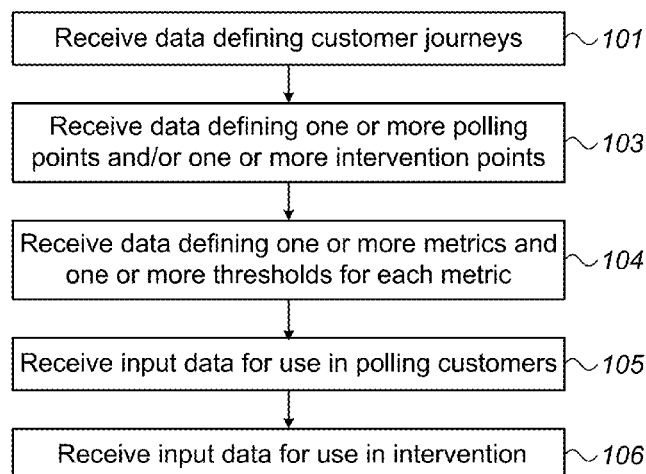 Receive data defining customer journeys 101
Receive data defining one or more polling
points and/or one or more intervention points
103
Receive data defining one or more metrics and
one or more thresholds for each metric
104
Receive input data for use in polling customers 105
Receive input data for use in intervention 106